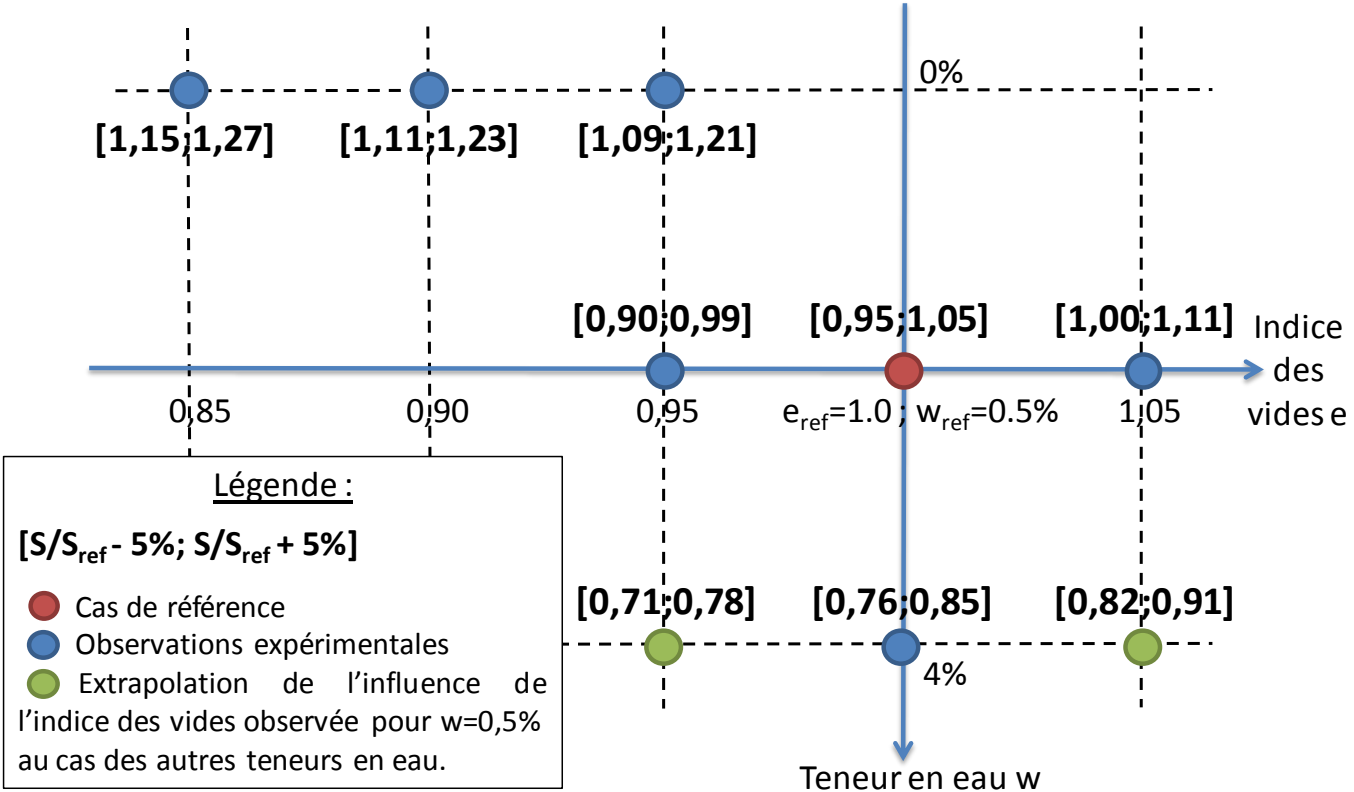 0%
[1,15;1,27] [1,11;1,23] [1,09;1,21]
[0,90;0,99] [0,95;1,05] [1,00;1,11]
Indice
des
vides e
0,85 0,90 0,95 eref=1.0 ; wref=0.5% 1,05
Légende :
[S/Sref - 5%; S/Sref + 5%]
Cas de référence
Observations expérimentales
Extrapolation de l’influence de
l’indice des vides observée pour w=0,5%
au cas des autres teneurs en eau.
[0,71;0,78] [0,76;0,85] [0,82;0,91]
4%
Teneur en eau w